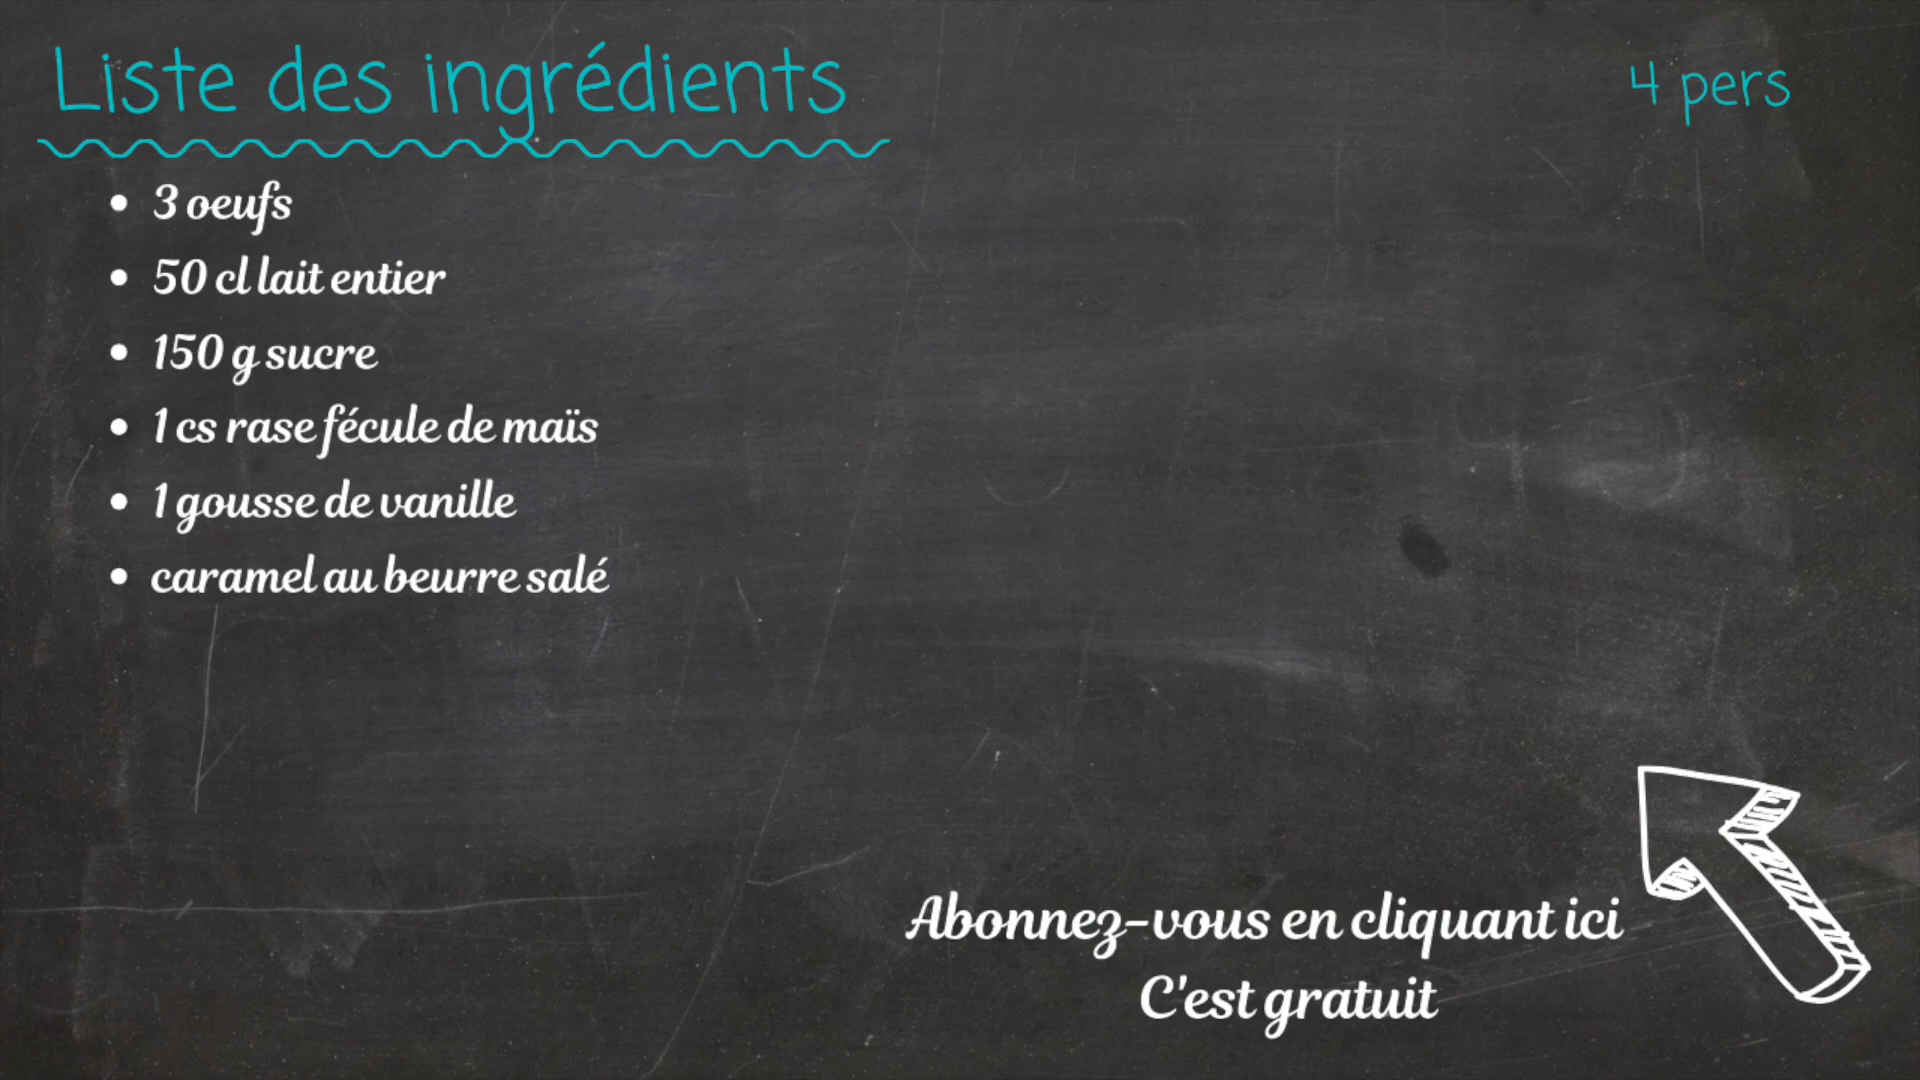 Liste des ingrédients
4 pers
• 3 oeufs
• 50 cl lait entier
• 150 g sucre
• 1 cs rase fécule de maïs
• 1 gousse de vanille
• caramel au beurre salé
Abonnez-vous en cliquant ici
C'est gratuit